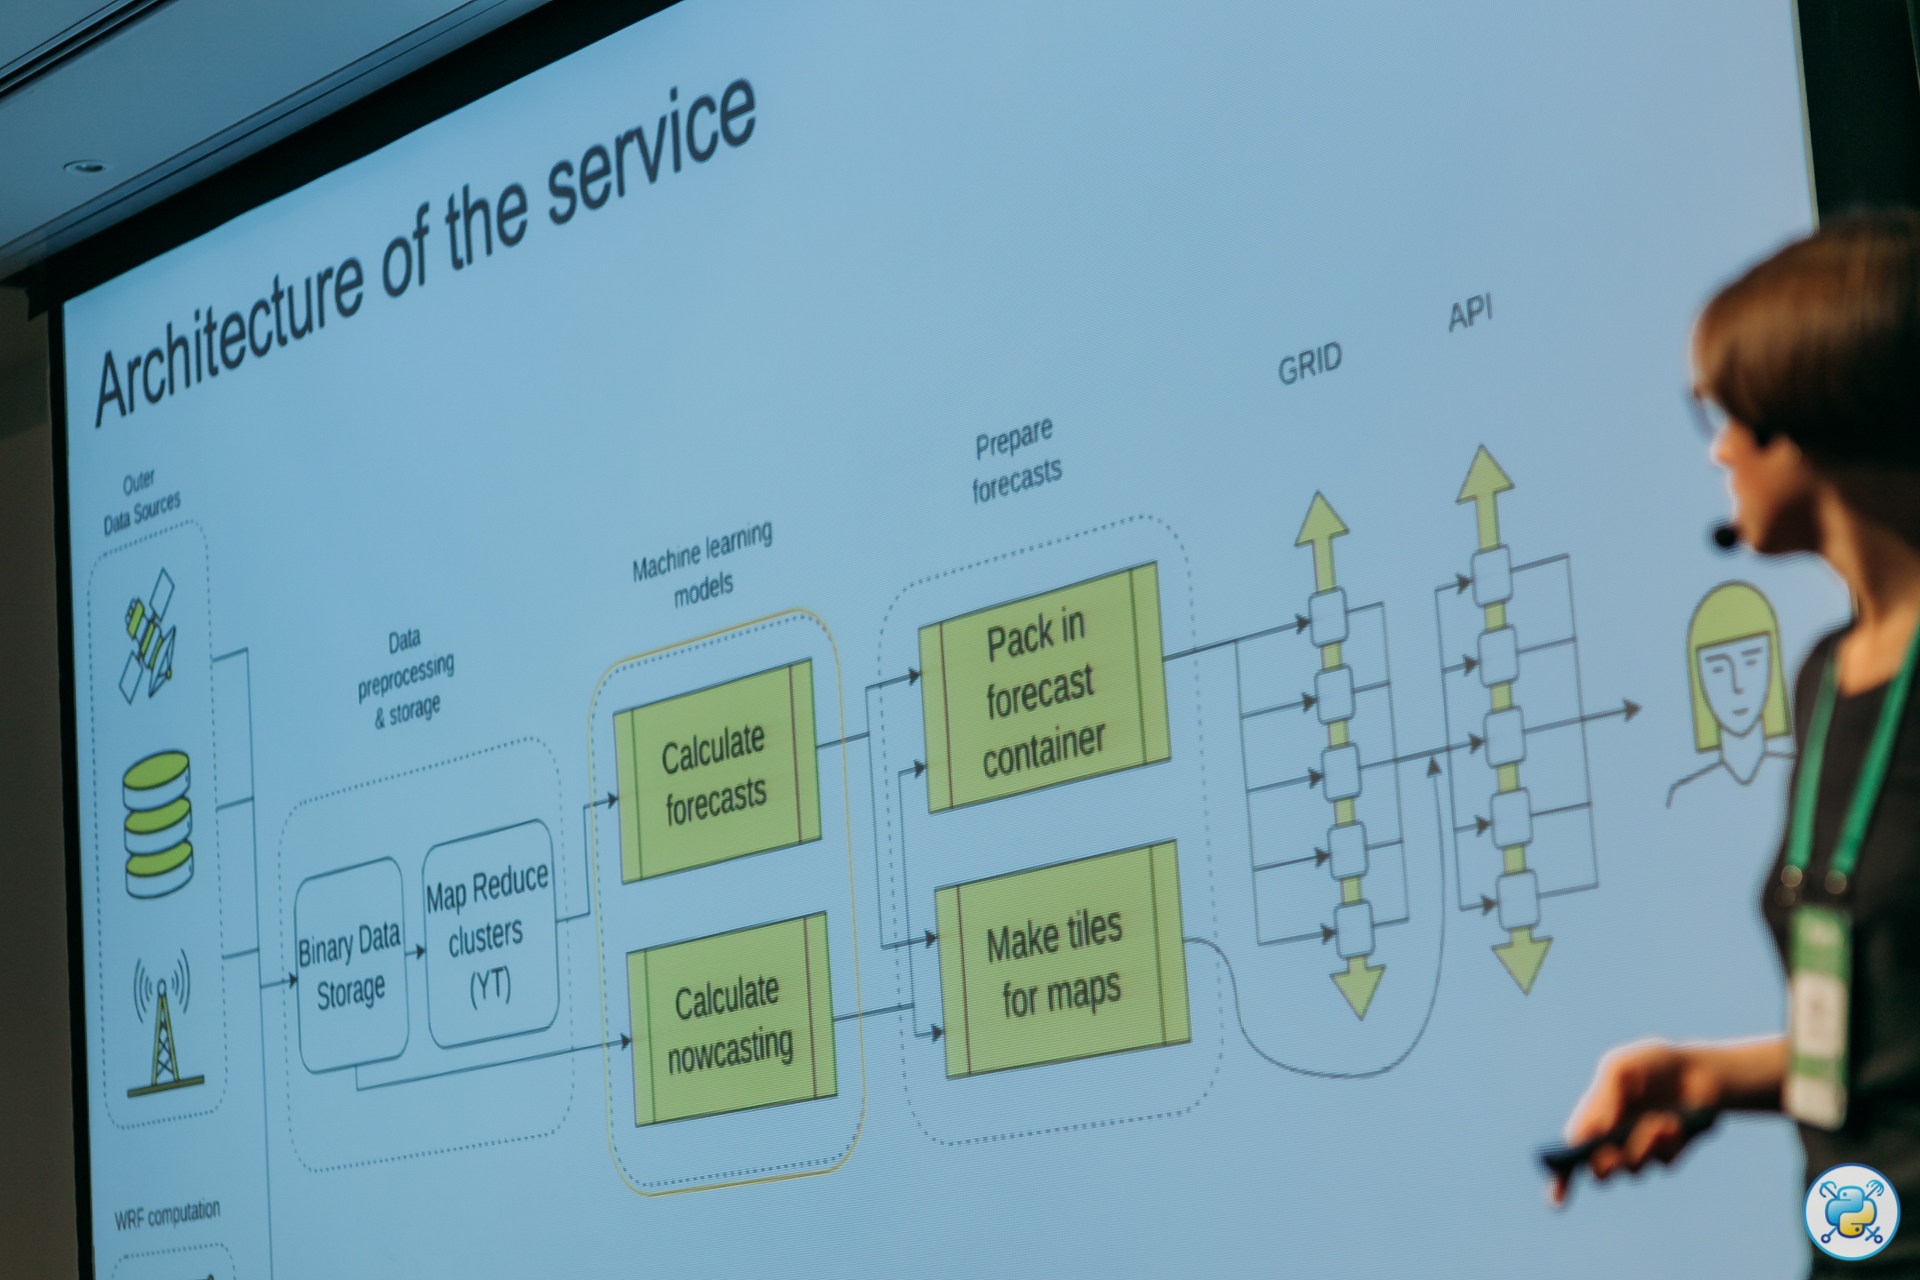 Architecture of the service
Outer
Data Sources
Data
preprocessing
& storage
Machine learning
models
Prepare
forecasts
GRID
API
Binary Data
Storage
Map Reduce
clusters
(YT)
Calculate
forecasts
Calculate
nowcasting
Pack in
forecast
container
Make tiles
for maps
WRF computation